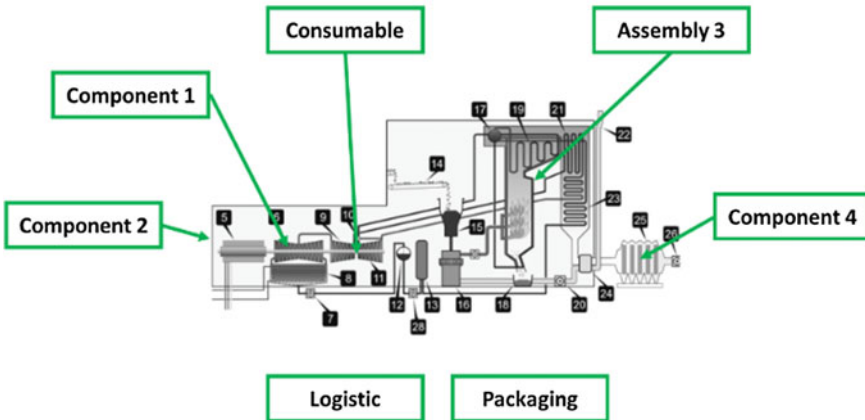 Consumable
Assembly 3
Component 1
17 19 21
22
14
Component 2
5 6 9 10
15
23
25
Component 4
26
8 11
12 13 16 18 20 24
7 28
Logistic
Packaging